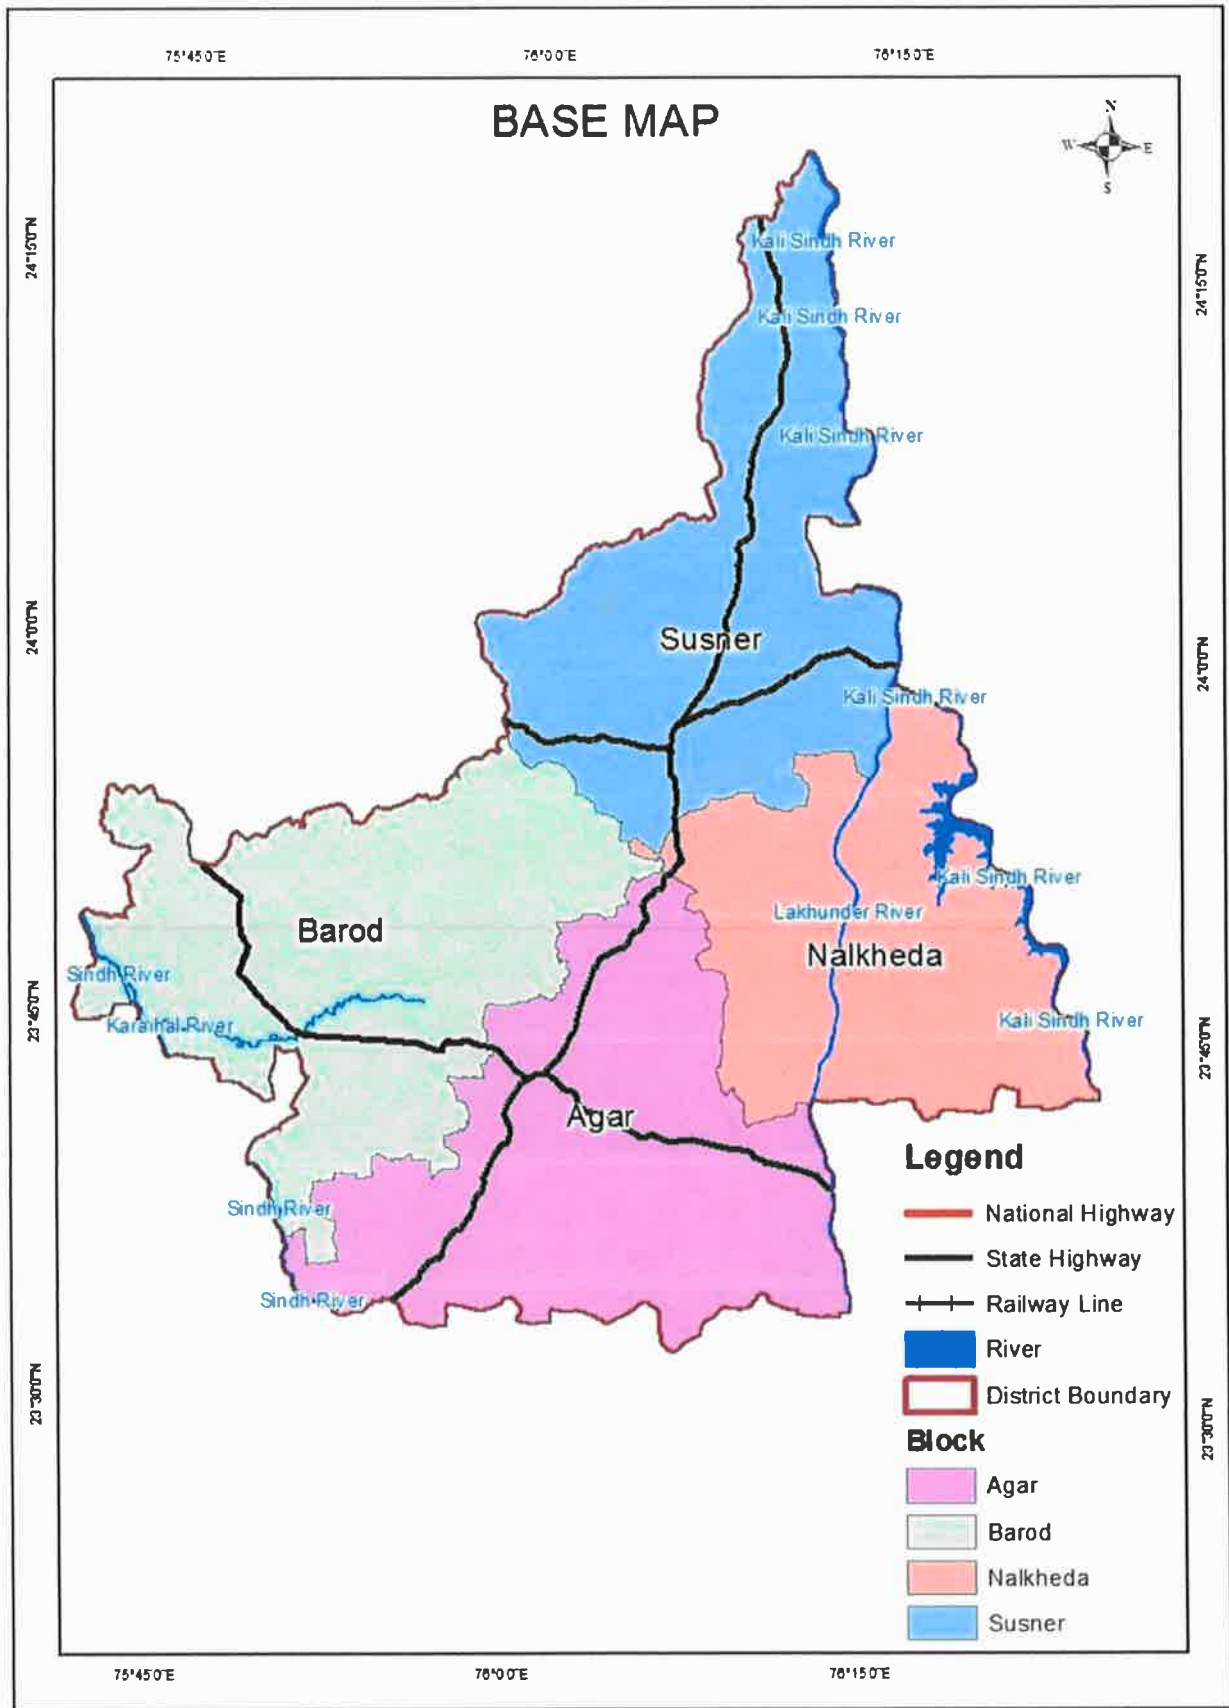 75°45'0"E 76°0'0"E 76°15'0"E
BASE MAP
N
W E
S
24°15'0"N
24°15'0"N
Kali Sindh River
Kali Sindh River
Kali Sindh River
24°0'0"N
24°0'0"N
Susner
Kali Sindh River
Kali Sindh River
Lakhunder River
Barod
Nalkheda
Sindh River
23°45'0"N
23°45'0"N
Kali Sindh River
Agar
Legend
Sindh River
National Highway
State Highway
Sindh River
Railway Line
River
23°30'0"N
23°30'0"N
District Boundary
Block
Agar
Barod
Nalkheda
Susner
75°45'0"E 76°0'0"E 76°15'0"E